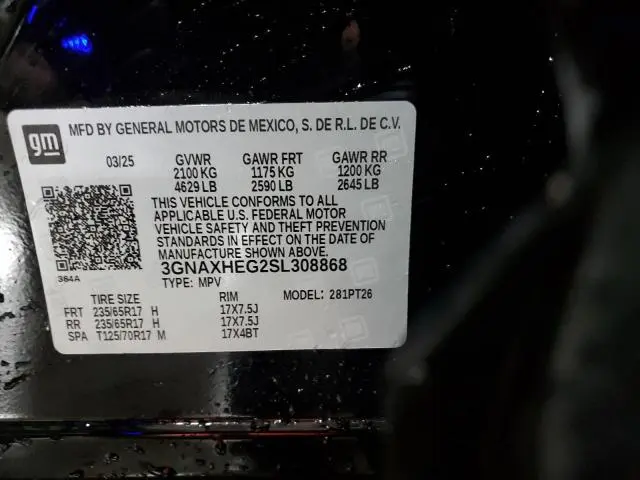 gm
MFD BY GENERAL MOTORS DE MEXICO, S. DE R.L. DE C.V.
03/25 GVWR GAWR FRT GAWR RR
2100 KG 1175 KG 1200 KG
4629 LB 2590 LB 2645 LB
THIS VEHICLE CONFORMS TO ALL
APPLICABLE U.S. FEDERAL MOTOR
VEHICLE SAFETY AND THEFT PREVENTION
STANDARDS IN EFFECT ON THE DATE OF
MANUFACTURE SHOWN ABOVE.
3GNAXHEG2SL308868
364A
TYPE: MPV
TIRE SIZE RIM MODEL: 281PT26
FRT 235/65R17 H 17X7.5J
RR 235/65R17 H 17X7.5J
SPA T125/70R17 M 17X4BT